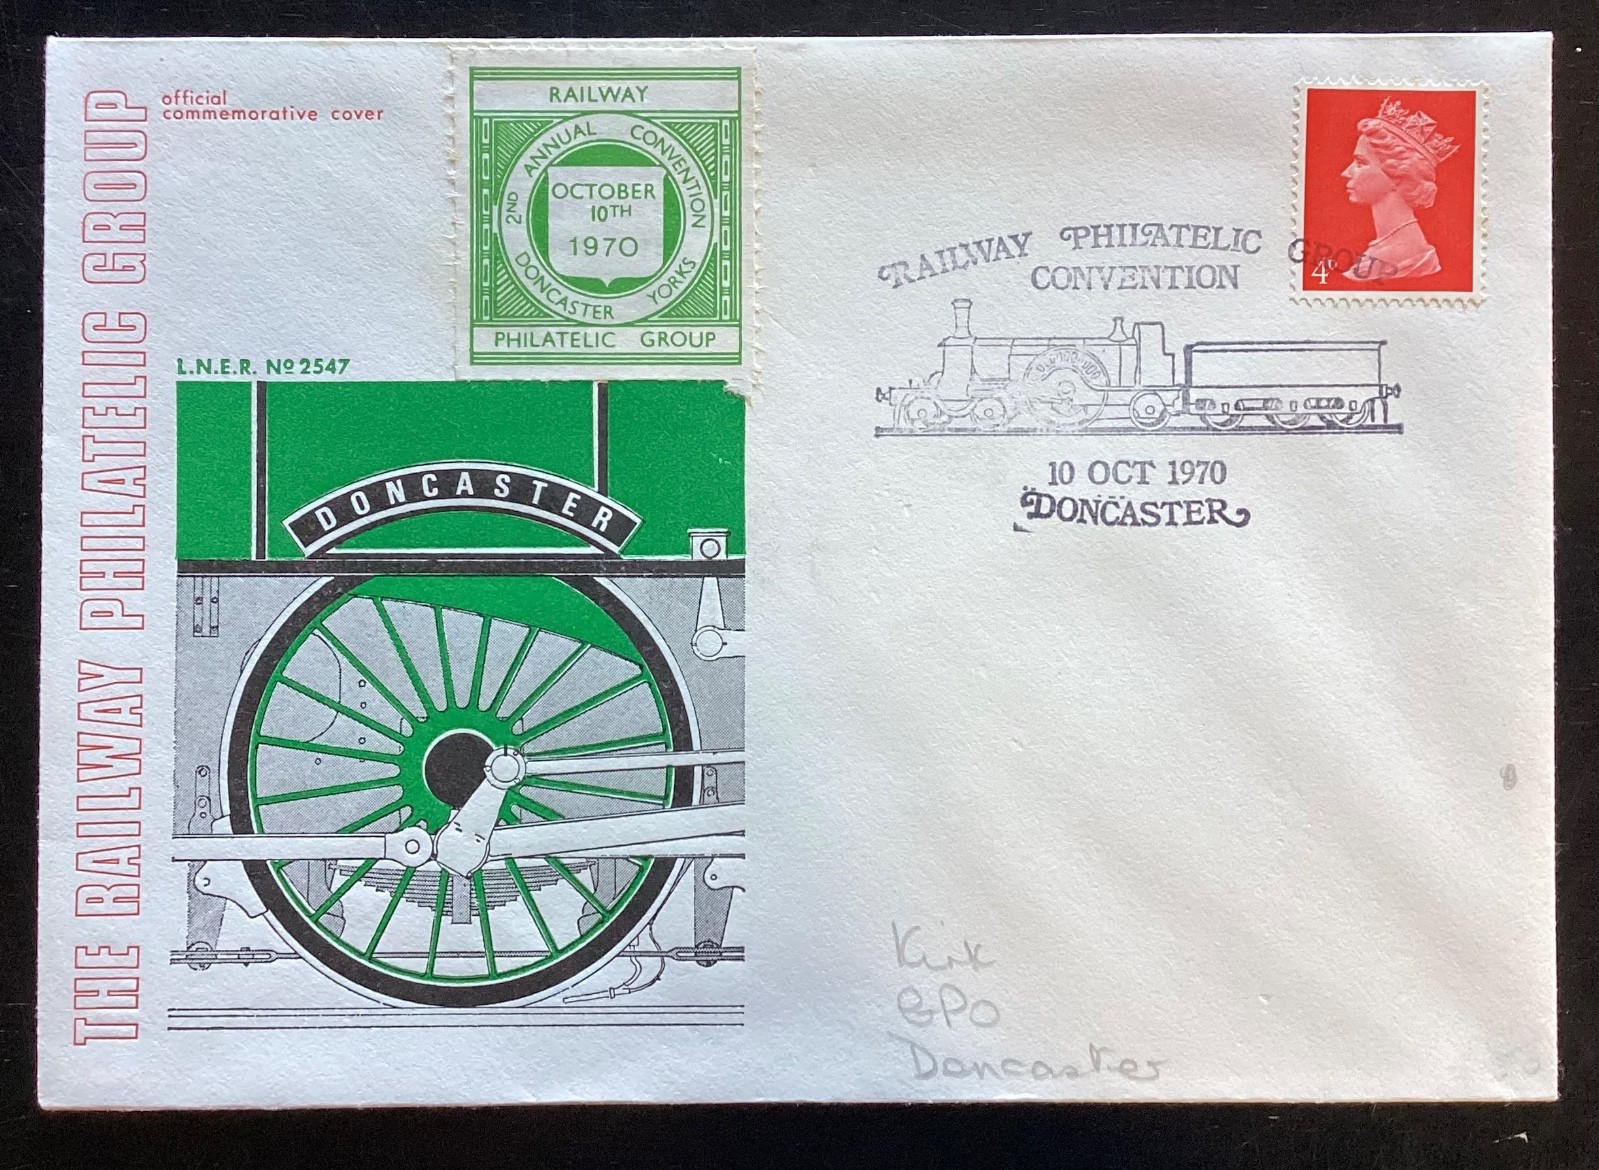 THE RAILWAY PHILATELIC GROUP
official
commemorative cover
RAILWAY
2ND ANNUAL CONVENTION
OCTOBER
10TH
1970
DONCASTER YORKS
PHILATELIC GROUP
L.N.E.R. Nº 2547
DONCASTER
4D
RAILWAY PHILATELIC GROUP
CONVENTION
10 OCT 1970
DONCASTER
Kirk
GPO
Doncaster